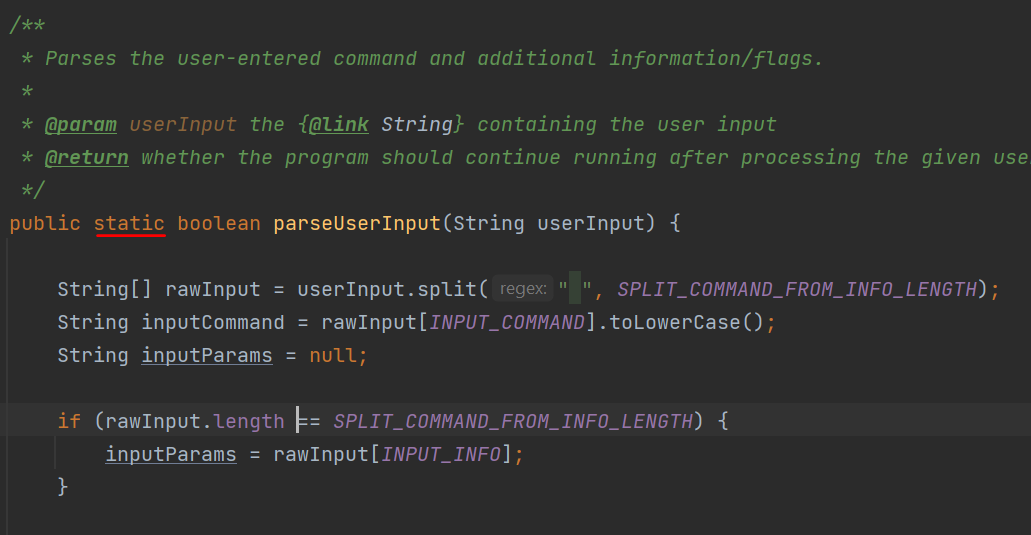 /**
* Parses the user-entered command and additional information/flags.
*
* @param userInput the {@link String} containing the user input
* @return whether the program should continue running after processing the given use
*/
public static boolean parseUserInput(String userInput) {
String[] rawInput = userInput.split( regex: " ", SPLIT_COMMAND_FROM_INFO_LENGTH);
String inputCommand = rawInput[INPUT_COMMAND].toLowerCase();
String inputParams = null;
if (rawInput.length == SPLIT_COMMAND_FROM_INFO_LENGTH) {
inputParams = rawInput[INPUT_INFO];
}